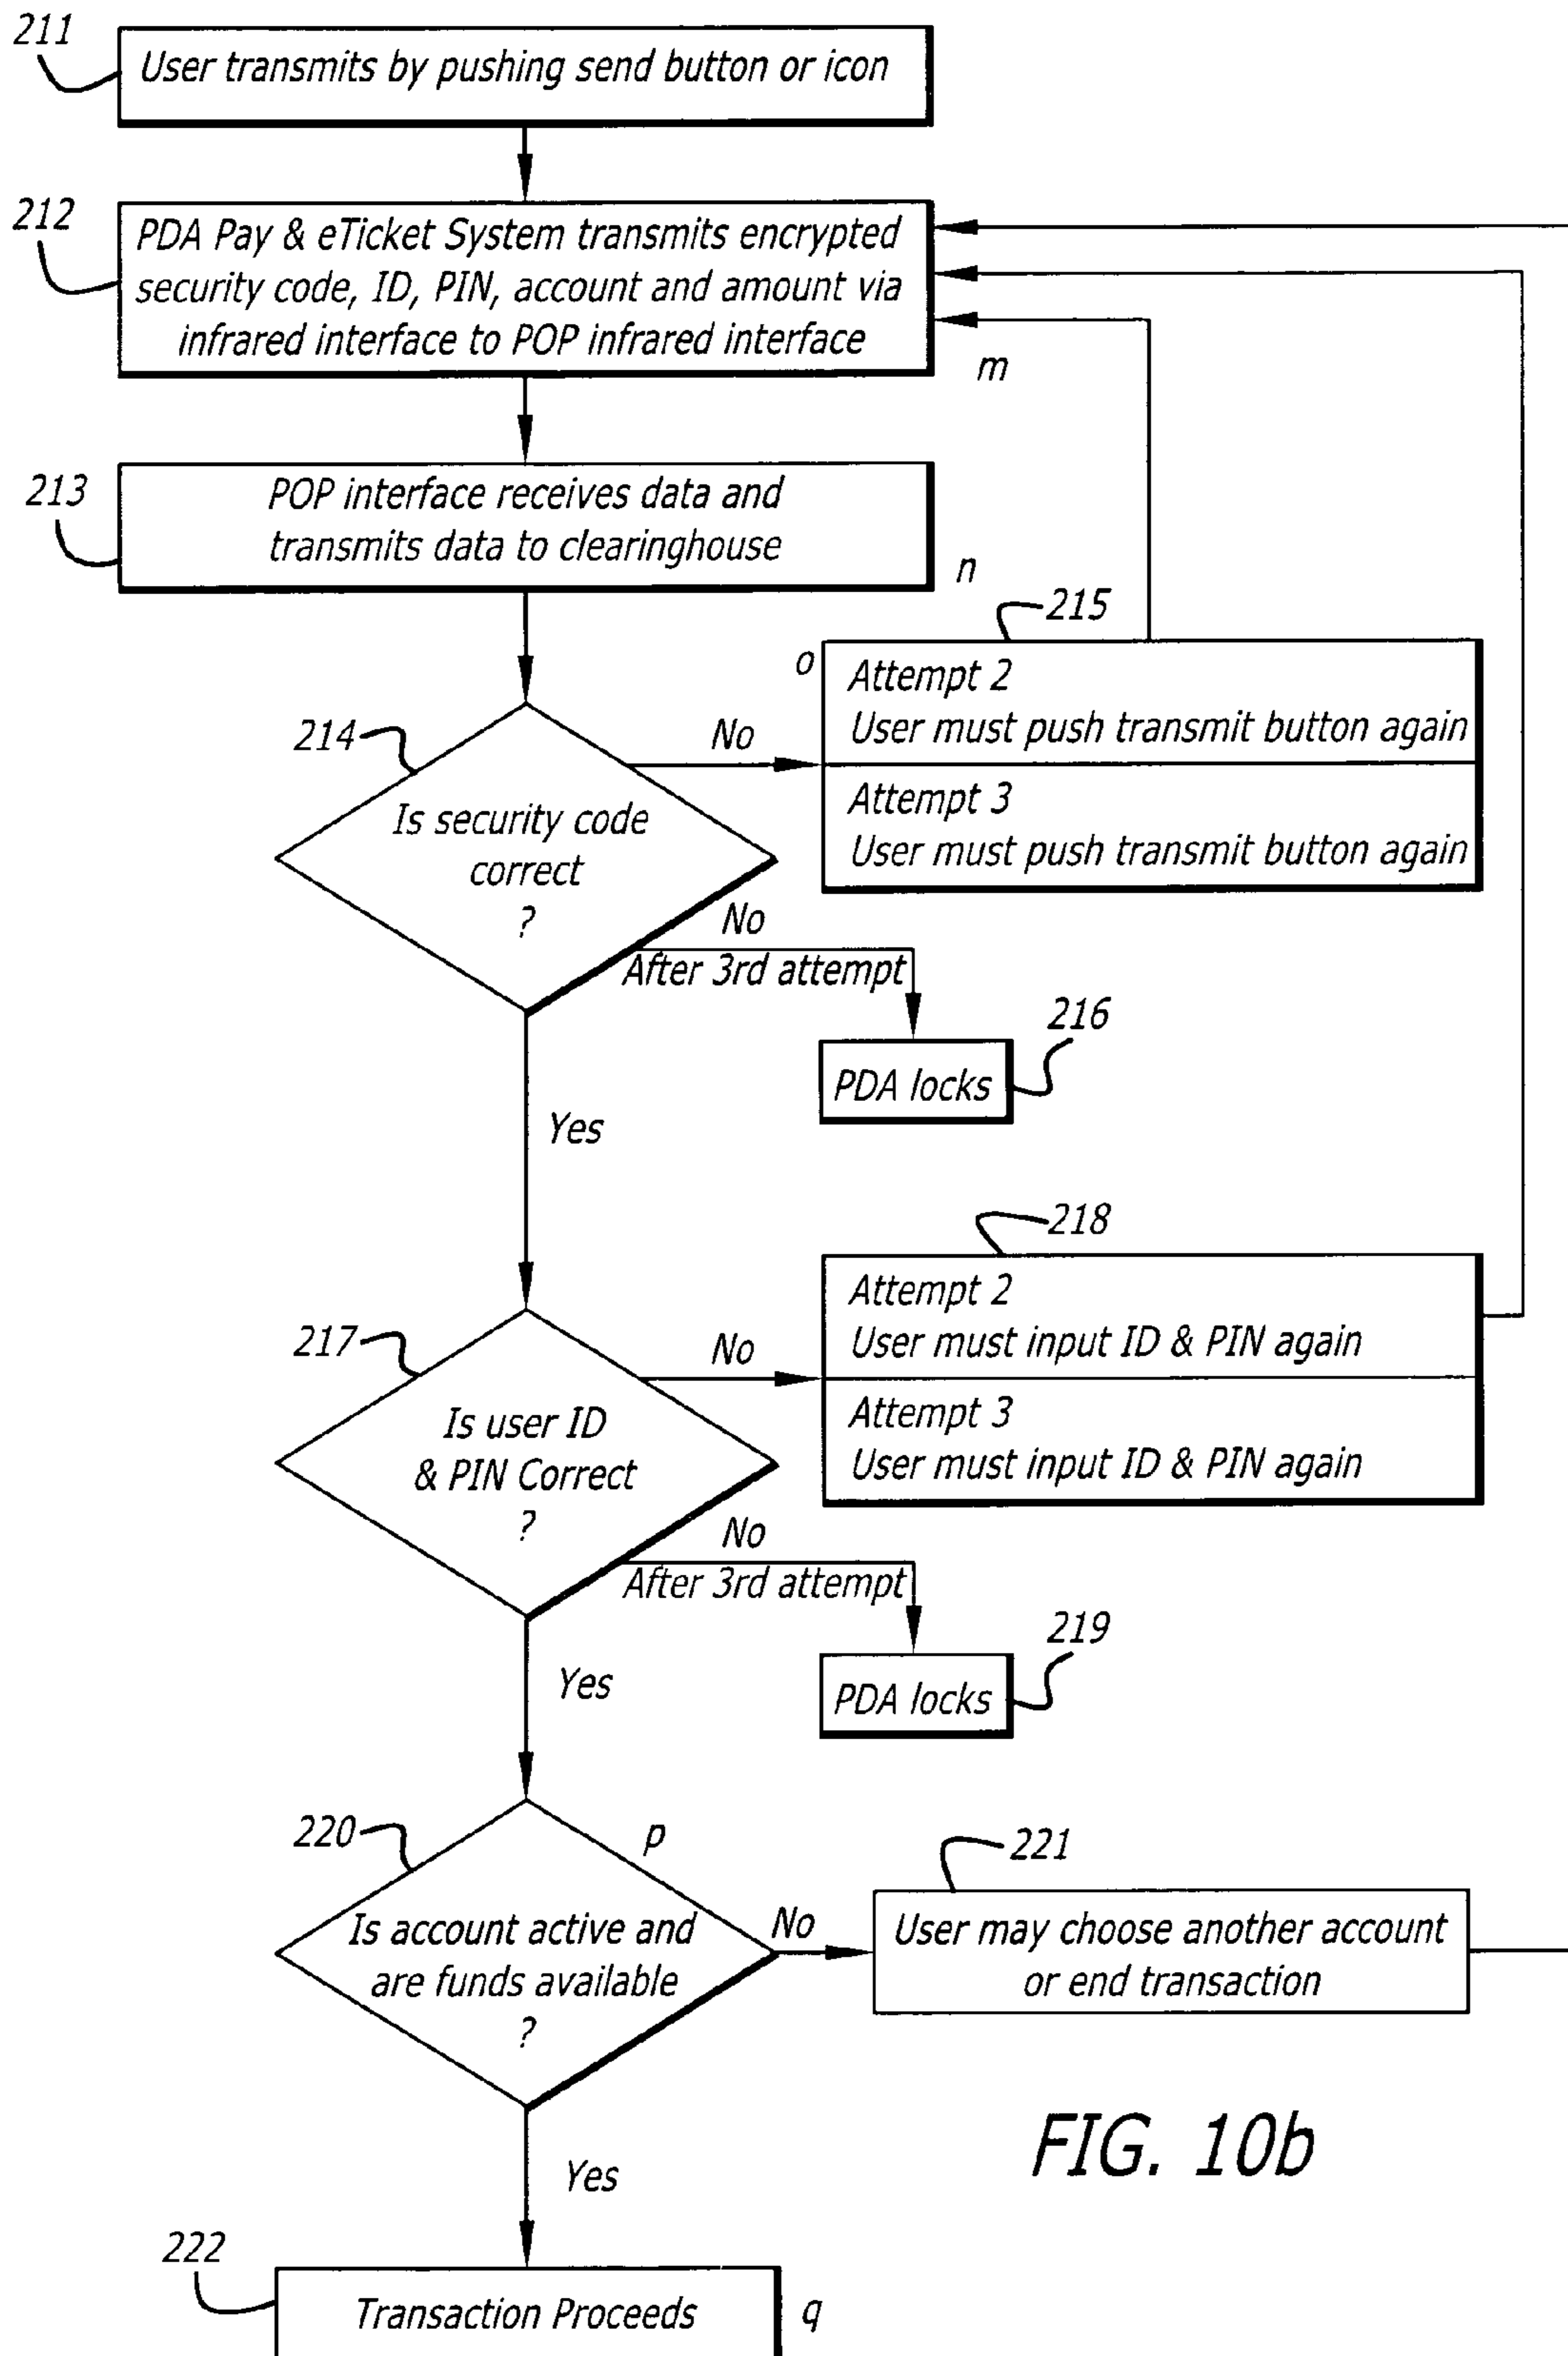 211
User transmits by pushing send button or icon
212
PDA Pay & eTicket System transmits encrypted
security code, ID, PIN, account and amount via
infrared interface to POP infrared interface
m
213
POP interface receives data and
transmits data to clearinghouse
n
215
o
Attempt 2
User must push transmit button again
Attempt 3
User must push transmit button again
214
No
Is security code
correct
?
No
After 3rd attempt
216
PDA locks
Yes
218
Attempt 2
User must input ID & PIN again
Attempt 3
User must input ID & PIN again
217
No
Is user ID
& PIN Correct
?
No
After 3rd attempt
219
PDA locks
Yes
220
p
Is account active and
are funds available
?
No
221
User may choose another account
or end transaction
FIG. 10b
Yes
222
Transaction Proceeds
q